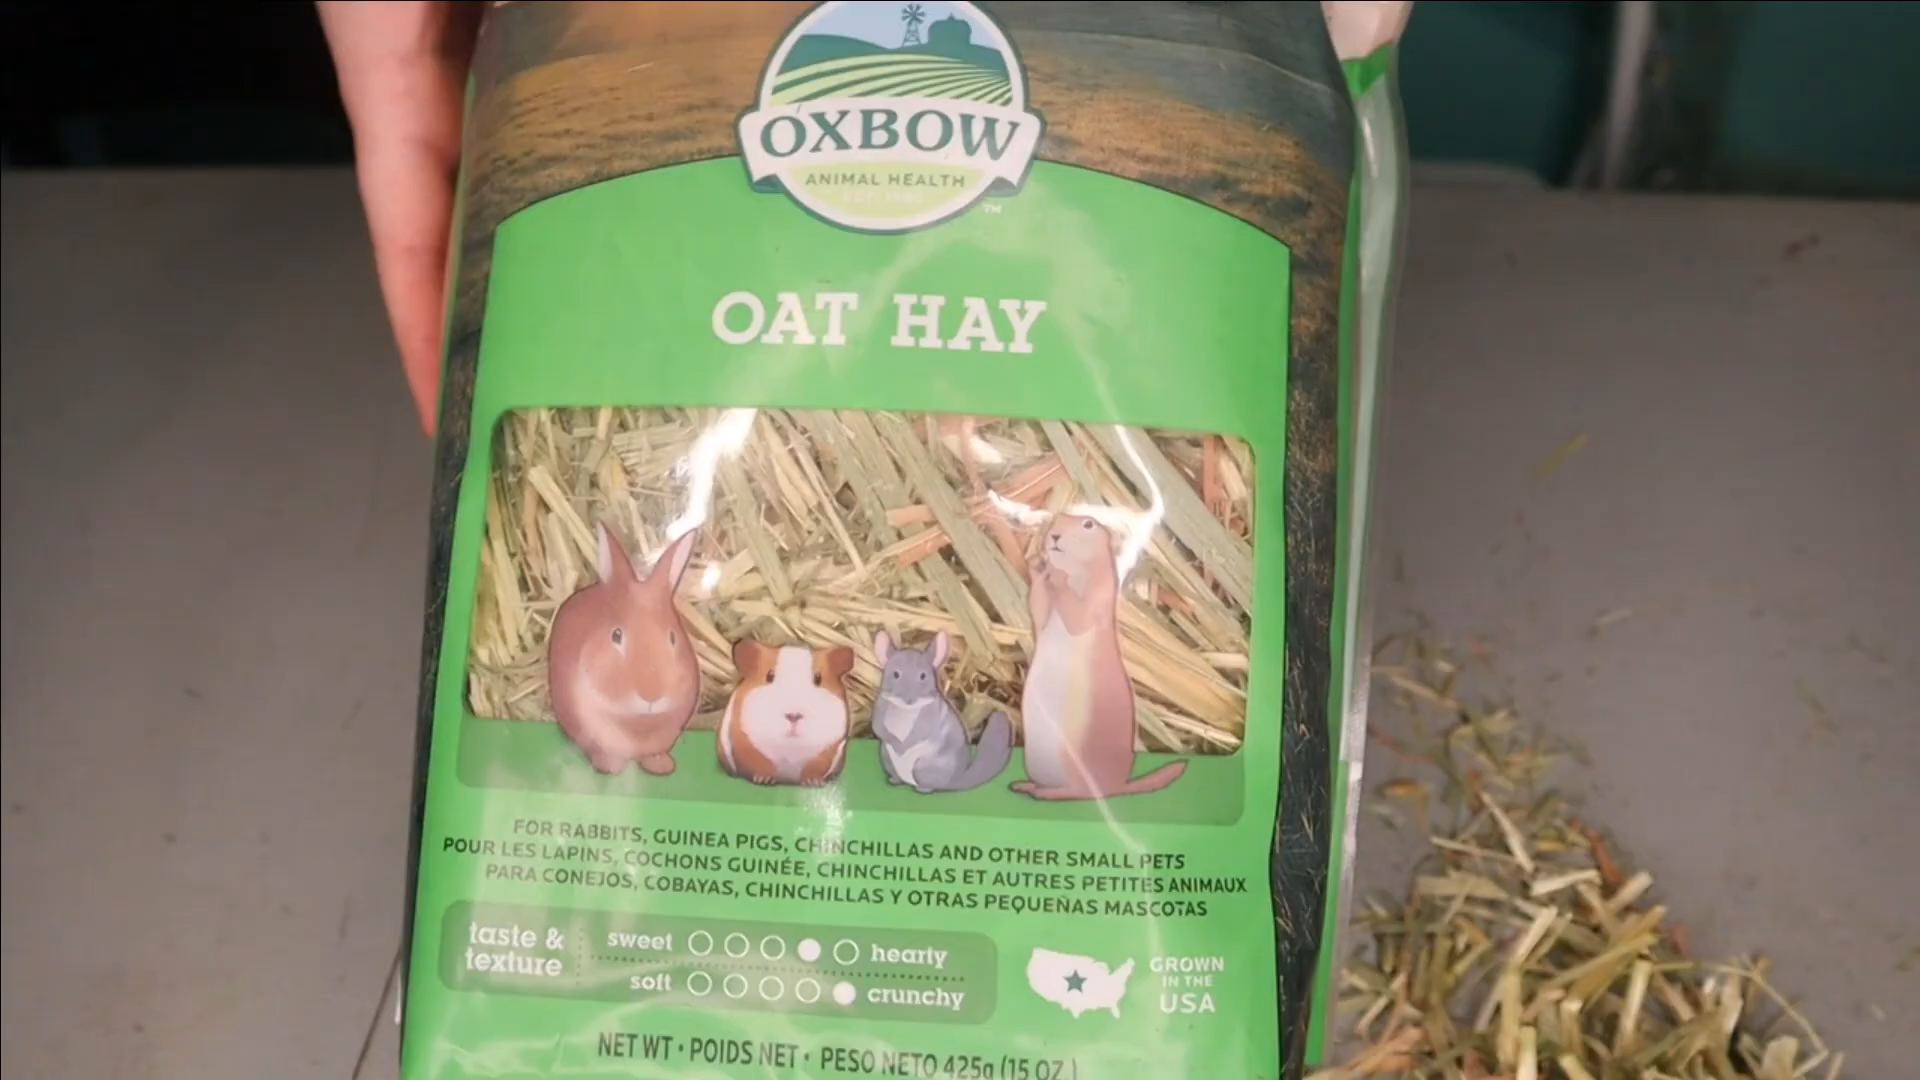 OXBOW
ANIMAL HEALTH
TM
OAT HAY
FOR RABBITS, GUINEA PIGS, CHINCHILLAS AND OTHER SMALL PETS
POUR LES LAPINS, COCHONS GUINÉE, CHINCHILLAS ET AUTRES PETITES ANIMAUX
PARA CONEJOS, COBAYAS, CHINCHILLAS Y OTRAS PEQUEÑAS MASCOTAS
taste &
texture
sweet hearty
soft crunchy
GROWN
IN THE
USA
NET WT • POIDS NET • PESO NETO 425g (15 OZ.)